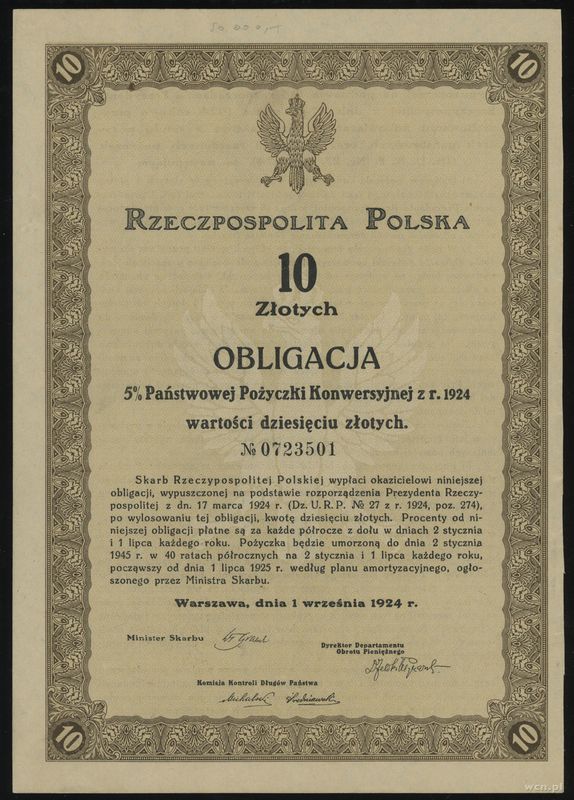 50.000,-
10 10
RZECZPOSPOLITA POLSKA
10
Złotych
OBLIGACJA
5% Państwowej Pożyczki Konwersyjnej z r. 1924
wartości dziesięciu złotych.
№ 0723501
Skarb Rzeczypospolitej Polskiej wypłaci okazicielowi niniejszej
obligacji, wypuszczonej na podstawie rozporządzenia Prezydenta Rzeczy-
pospolitej z dn. 17 marca 1924 r. (Dz. U. R. P. № 27 z r. 1924, poz. 274),
po wylosowaniu tej obligacji, kwotę dziesięciu złotych. Procenty od ni-
niejszej obligacji płatne są za każde półrocze z dołu w dniach 2 stycznia
i 1 lipca każdego roku. Pożyczka będzie umorzoną do dnia 2 stycznia
1945 r. w 40 ratach półrocznych na 2 stycznia i 1 lipca każdego roku,
począwszy od dnia 1 lipca 1925 r. według planu amortyzacyjnego, ogło-
szonego przez Ministra Skarbu.
Warszawa, dnia 1 września 1924 r.
Minister Skarbu
Dyrektor Departamentu
Obrotu Pieniężnego
Komisja Kontroli Długów Państwa
10 10
wcn.pl